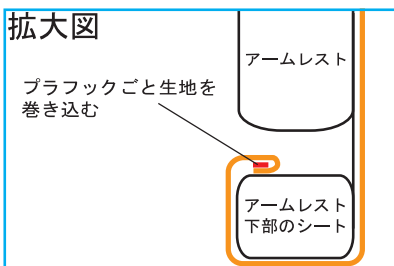 拡大図
アームレスト
プラフックごと生地を
巻き込む
アームレスト
下部のシート